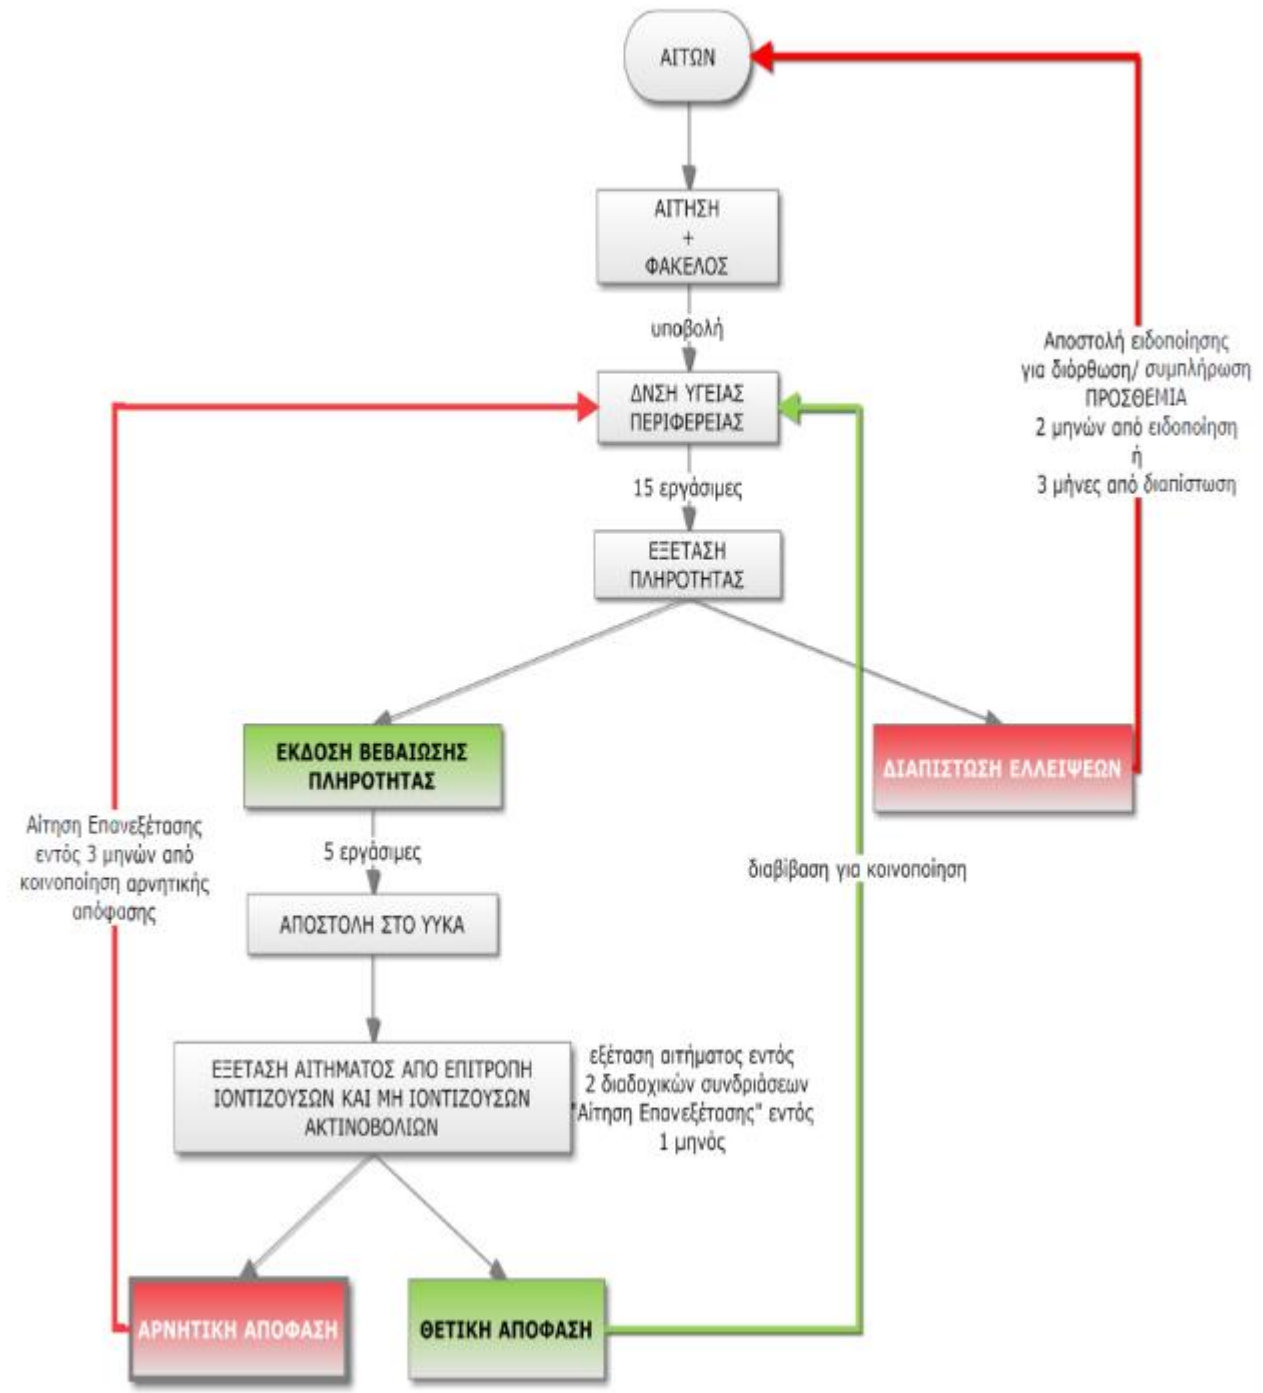 ΑΙΤΩΝ
ΑΙΤΗΣΗ
+
ΦΑΚΕΛΟΣ
υποβολή
Αποστολή ειδοποίησης
για διόρθωση/ συμπλήρωση
ΠΡΟΣΘΕΜΙΑ
2 μηνών από ειδοποίηση
ή
3 μήνες από διαπίστωση
ΔΝΣΗ ΥΓΕΙΑΣ
ΠΕΡΙΦΕΡΕΙΑΣ
15 εργάσιμες
ΕΞΕΤΑΣΗ
ΠΛΗΡΟΤΗΤΑΣ
ΕΚΔΟΣΗ ΒΕΒΑΙΩΣΗΣ
ΠΛΗΡΟΤΗΤΑΣ
ΔΙΑΠΙΣΤΩΣΗ ΕΛΛΕΙΨΕΩΝ
Αίτηση Επανεξέτασης
εντός 3 μηνών από
κοινοποίηση αρνητικής
απόφασης
5 εργάσιμες
διαβίβαση για κοινοποίηση
ΑΠΟΣΤΟΛΗ ΣΤΟ ΥΥΚΑ
ΕΞΕΤΑΣΗ ΑΙΤΗΜΑΤΟΣ ΑΠΟ ΕΠΙΤΡΟΠΗ
ΙΟΝΤΙΖΟΥΣΩΝ ΚΑΙ ΜΗ ΙΟΝΤΙΖΟΥΣΩΝ
ΑΚΤΙΝΟΒΟΛΙΩΝ
εξέταση αιτήματος εντός
2 διαδοχικών συνδριάσεων
"Αίτηση Επανεξέτασης" εντός
1 μηνός
ΑΡΝΗΤΙΚΗ ΑΠΟΦΑΣΗ
ΘΕΤΙΚΗ ΑΠΟΦΑΣΗ